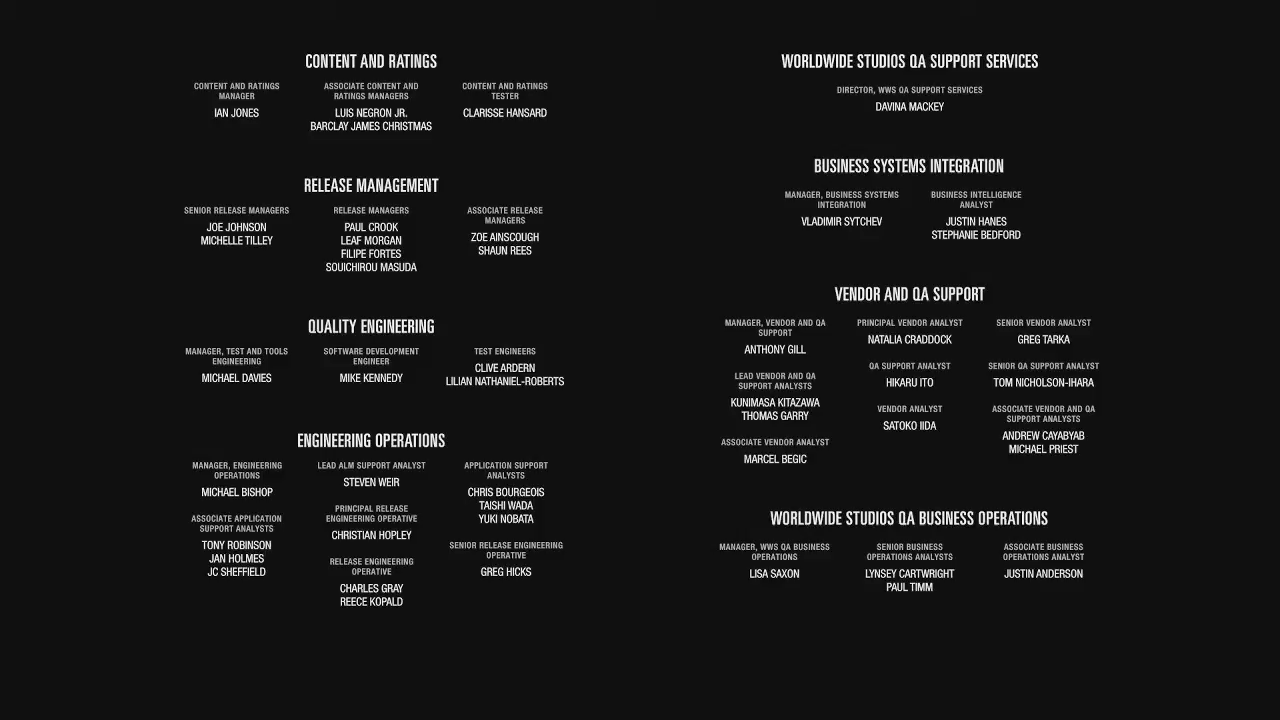 CONTENT AND RATINGS
CONTENT AND RATINGS
MANAGER
IAN JONES
ASSOCIATE CONTENT AND
RATINGS MANAGERS
LUIS NEGRON JR.
BARCLAY JAMES CHRISTMAS
CONTENT AND RATINGS
TESTER
CLARISSE HANSARD
RELEASE MANAGEMENT
SENIOR RELEASE MANAGERS
JOE JOHNSON
MICHELLE TILLEY
RELEASE MANAGERS
PAUL CROOK
LEAF MORGAN
FILIPE FORTES
SOUICHIROU MASUDA
ASSOCIATE RELEASE
MANAGERS
ZOE AINSCOUGH
SHAUN REES
QUALITY ENGINEERING
MANAGER, TEST AND TOOLS
ENGINEERING
MICHAEL DAVIES
SOFTWARE DEVELOPMENT
ENGINEER
MIKE KENNEDY
TEST ENGINEERS
CLIVE ARDERN
LILIAN NATHANIEL-ROBERTS
ENGINEERING OPERATIONS
MANAGER, ENGINEERING
OPERATIONS
MICHAEL BISHOP
ASSOCIATE APPLICATION
SUPPORT ANALYSTS
TONY ROBINSON
JAN HOLMES
JC SHEFFIELD
LEAD ALM SUPPORT ANALYST
STEVEN WEIR
PRINCIPAL RELEASE
ENGINEERING OPERATIVE
CHRISTIAN HOPLEY
RELEASE ENGINEERING
OPERATIVE
CHARLES GRAY
REECE KOPALD
APPLICATION SUPPORT
ANALYSTS
CHRIS BOURGEOIS
TAISHI WADA
YUKI NOBATA
SENIOR RELEASE ENGINEERING
OPERATIVE
GREG HICKS
WORLDWIDE STUDIOS QA SUPPORT SERVICES
DIRECTOR, WWS QA SUPPORT SERVICES
DAVINA MACKEY
BUSINESS SYSTEMS INTEGRATION
MANAGER, BUSINESS SYSTEMS
INTEGRATION
VLADIMIR SYTCHEV
BUSINESS INTELLIGENCE
ANALYST
JUSTIN HANES
STEPHANIE BEDFORD
VENDOR AND QA SUPPORT
MANAGER, VENDOR AND QA
SUPPORT
ANTHONY GILL
LEAD VENDOR AND QA
SUPPORT ANALYSTS
KUNIMASA KITAZAWA
THOMAS GARRY
ASSOCIATE VENDOR ANALYST
MARCEL BEGIC
PRINCIPAL VENDOR ANALYST
NATALIA CRADDOCK
QA SUPPORT ANALYST
HIKARU ITO
VENDOR ANALYST
SATOKO IIDA
SENIOR VENDOR ANALYST
GREG TARKA
SENIOR QA SUPPORT ANALYST
TOM NICHOLSON-IHARA
ASSOCIATE VENDOR AND QA
SUPPORT ANALYSTS
ANDREW CAYABYAB
MICHAEL PRIEST
WORLDWIDE STUDIOS QA BUSINESS OPERATIONS
MANAGER, WWS QA BUSINESS
OPERATIONS
LISA SAXON
SENIOR BUSINESS
OPERATIONS ANALYSTS
LYNSEY CARTWRIGHT
PAUL TIMM
ASSOCIATE BUSINESS
OPERATIONS ANALYST
JUSTIN ANDERSON